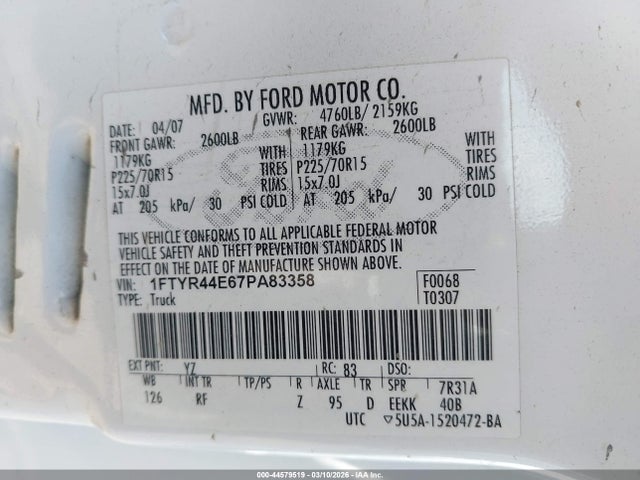 MFD. BY FORD MOTOR CO.
DATE: 04/07 GVWR: 4760LB/ 2159KG
FRONT GAWR: 2600LB REAR GAWR: 2600LB
1179KG WITH 1179KG WITH
P225/70R15 TIRES P225/70R15 TIRES
15x7.0J RIMS 15x7.0J RIMS
AT 205 kPa/ 30 PSI COLD AT 205 kPa/ 30 PSI COLD
Ford
THIS VEHICLE CONFORMS TO ALL APPLICABLE FEDERAL MOTOR
VEHICLE SAFETY AND THEFT PREVENTION STANDARDS IN
EFFECT ON THE DATE OF MANUFACTURE SHOWN ABOVE.
VIN: 1FTYR44E67PA83358 F0068
TYPE: Truck T0307
EXT PNT: YZ RC: 83 DSO:
WB INT TR TP/PS R AXLE TR SPR 7R31A
126 RF Z 95 D EEKK 40B
UTC ▽5U5A-1520472-BA
000-44579519 - 03/10/2026 - IAAI.COM